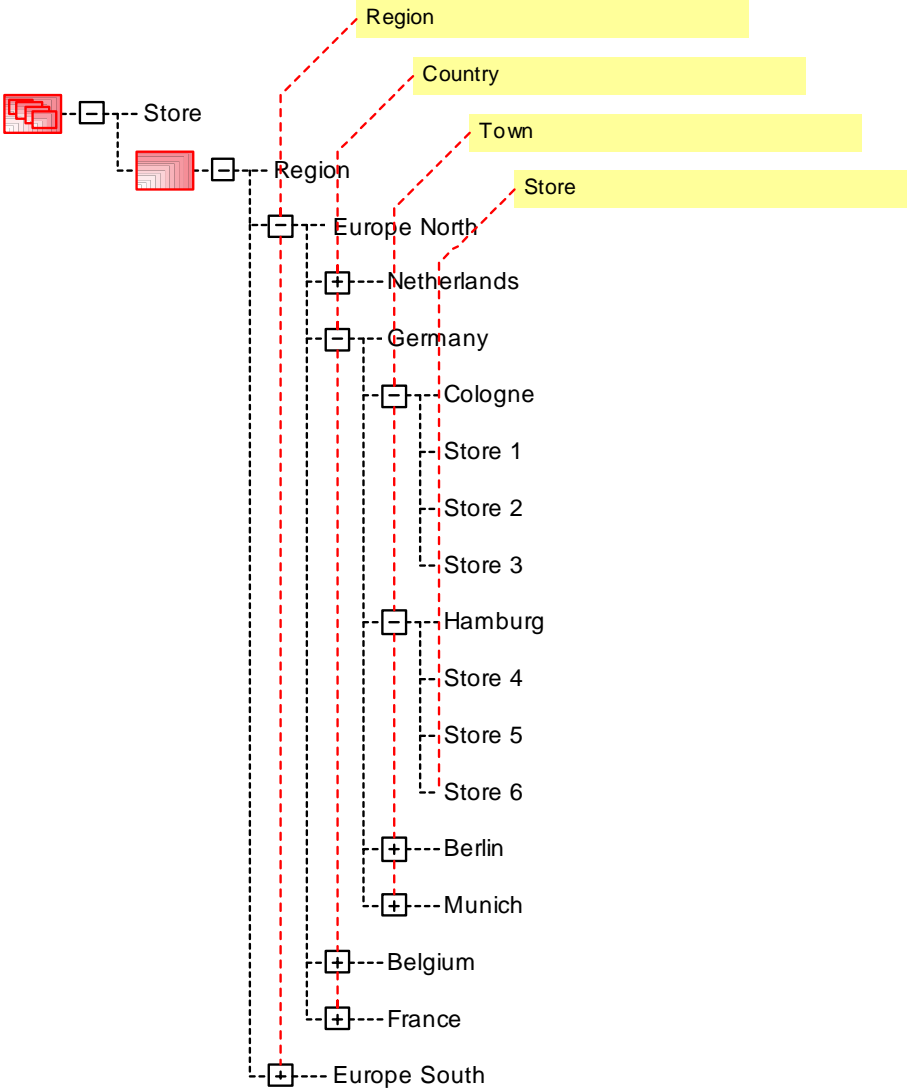 Region
Country
Store
Town
Region
Store
Europe North
Netherlands
Germany
Cologne
Store 1
Store 2
Store 3
Hamburg
Store 4
Store 5
Store 6
Berlin
Munich
Belgium
France
Europe South